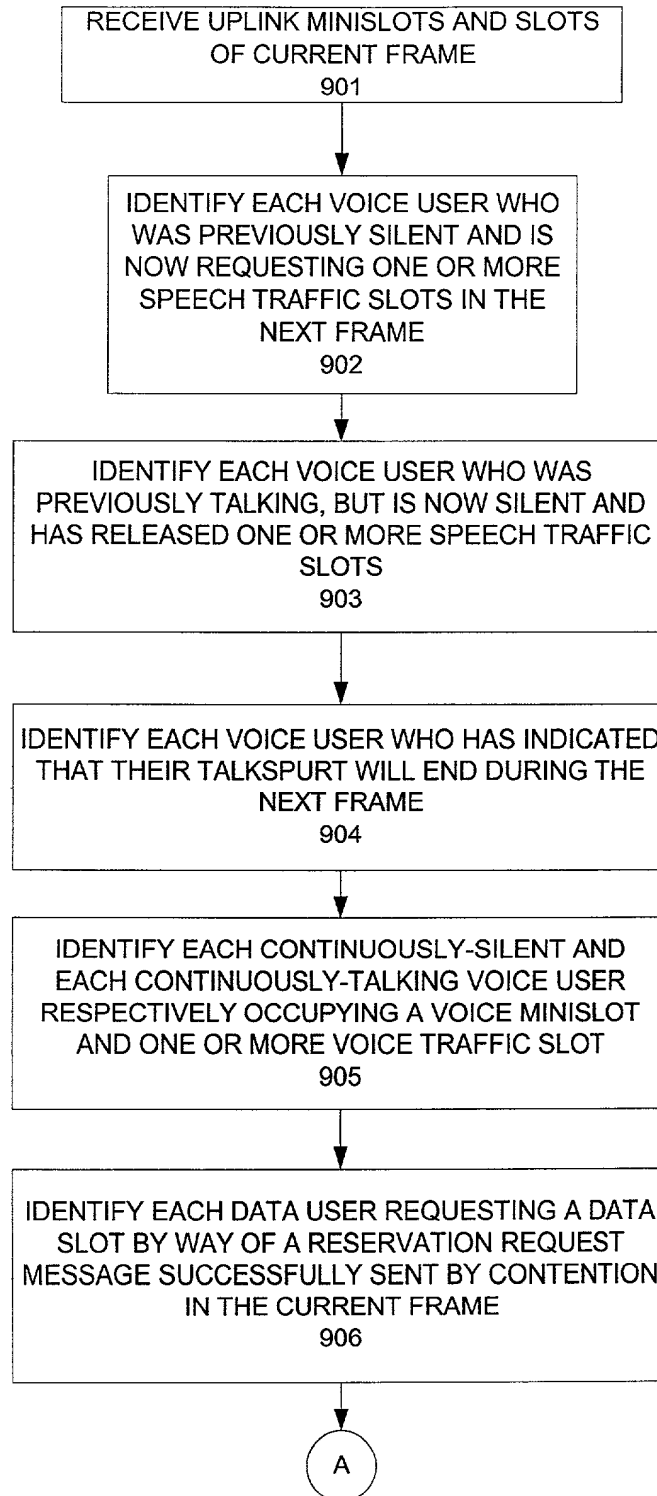 RECEIVE UPLINK MINISLOTS AND SLOTS
OF CURRENT FRAME
901
IDENTIFY EACH VOICE USER WHO
WAS PREVIOUSLY SILENT AND IS
NOW REQUESTING ONE OR MORE
SPEECH TRAFFIC SLOTS IN THE
NEXT FRAME
902
IDENTIFY EACH VOICE USER WHO WAS
PREVIOUSLY TALKING, BUT IS NOW SILENT AND
HAS RELEASED ONE OR MORE SPEECH TRAFFIC
SLOTS
903
IDENTIFY EACH VOICE USER WHO HAS INDICATED
THAT THEIR TALKSPURT WILL END DURING THE
NEXT FRAME
904
IDENTIFY EACH CONTINUOUSLY-SILENT AND
EACH CONTINUOUSLY-TALKING VOICE USER
RESPECTIVELY OCCUPYING A VOICE MINISLOT
AND ONE OR MORE VOICE TRAFFIC SLOT
905
IDENTIFY EACH DATA USER REQUESTING A DATA
SLOT BY WAY OF A RESERVATION REQUEST
MESSAGE SUCCESSFULLY SENT BY CONTENTION
IN THE CURRENT FRAME
906
A